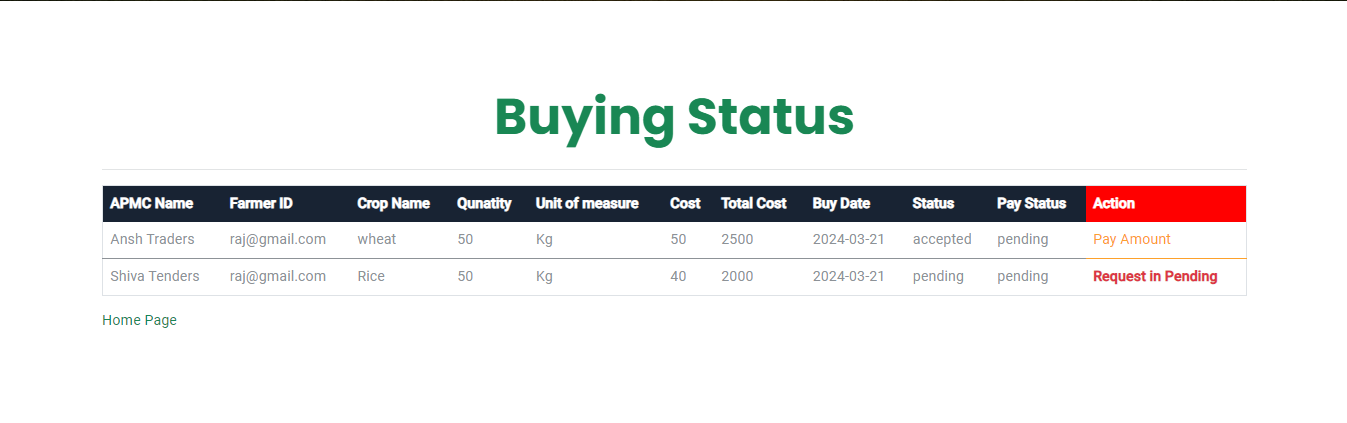 Buying Status
APMC Name Farmer ID Crop Name Qunatity Unit of measure Cost Total Cost Buy Date Status Pay Status Action
Ansh Traders raj@gmail.com wheat 50 Kg 50 2500 2024-03-21 accepted pending Pay Amount
Shiva Tenders raj@gmail.com Rice 50 Kg 40 2000 2024-03-21 pending pending Request in Pending
Home Page